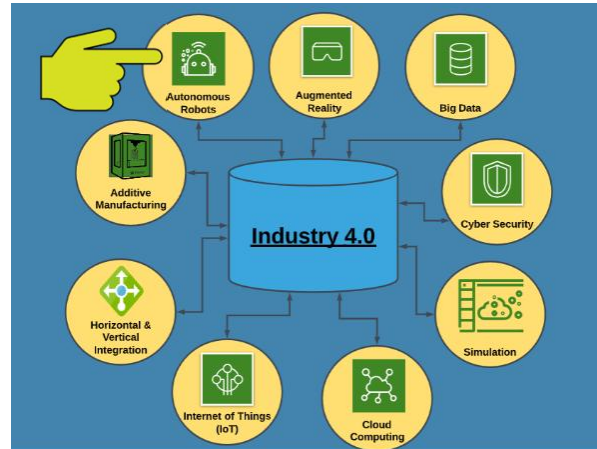 Autonomous
Robots
Augmented
Reality
Big Data
Additive
Manufacturing
Industry 4.0
Cyber Security
Horizontal &
Vertical
Integration
Simulation
Internet of Things
(IoT)
Cloud
Computing